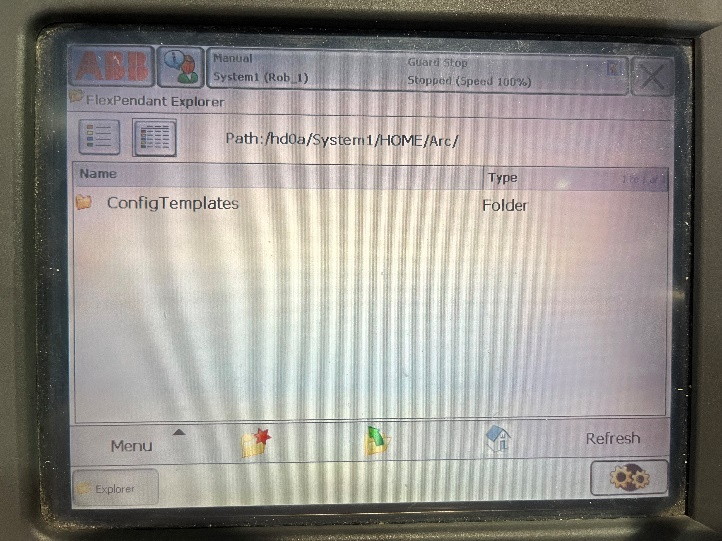 ABB
Manual
System1 (Rob_1)
Guard Stop
Stopped (Speed 100%)
FlexPendant Explorer
Path:/hd0a/System1/HOME/Arc/
Name
Type
ConfigTemplates
Folder
Menu
Refresh
Explorer